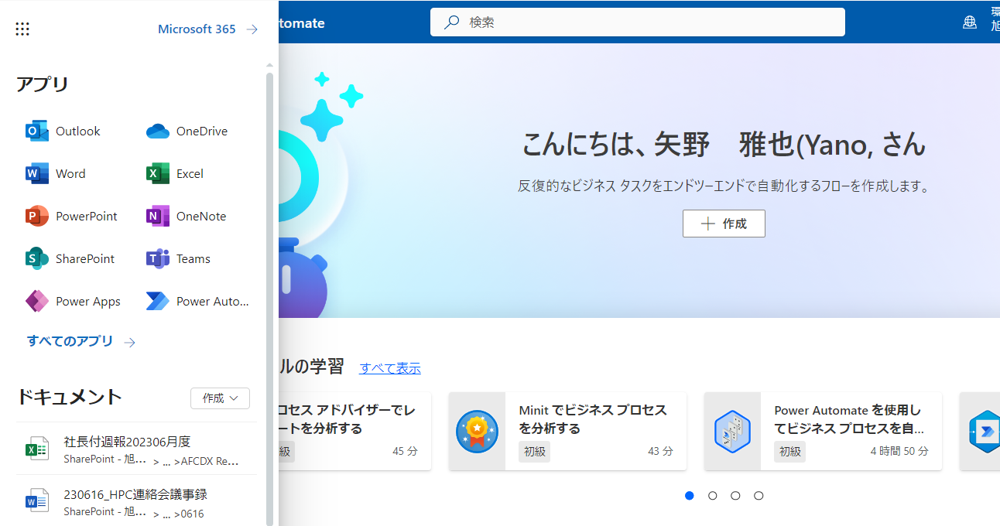 Microsoft 365
アプリ
Outlook
OneDrive
Word
Excel
PowerPoint
OneNote
SharePoint
Teams
Power Apps
Power Auto...
すべてのアプリ
ドキュメント
作成
社長付週報202306月度
SharePoint - 旭... > ... >AFCDX Re...
230616_HPC連絡会議事録
SharePoint - 旭... > ... >0616
utomate
検索
環
旭
こんにちは、矢野　雅也(Yano, さん
反復的なビジネス タスクをエンドツーエンドで自動化するフローを作成します。
作成
ルの学習
すべて表示
ロセス アドバイザーでレ
ートを分析する
級
45 分
Minit でビジネス プロセス
を分析する
初級
43 分
Power Automate を使用し
てビジネス プロセスを自...
初級
4 時間 50 分